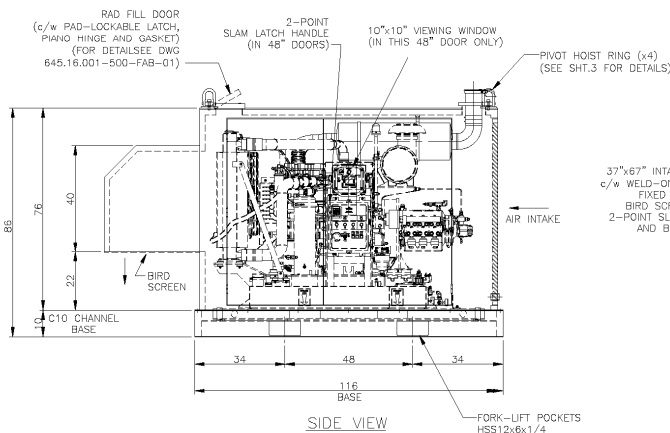 RAD FILL DOOR
(c/w PAD-LOCKABLE LATCH,
PIANO HINGE AND GASKET)
(FOR DETAILSEE DWG
645.16.001-500-FAB-01)
2-POINT
SLAM LATCH HANDLE
(IN 48" DOORS)
10"x10" VIEWING WINDOW
(IN THIS 48" DOOR ONLY)
PIVOT HOIST RING (x4)
(SEE SHT.3 FOR DETAILS)
37"x67" INTA
c/w WELD-ON
FIXED
BIRD SCR
2-POINT SL
AND B
AIR INTAKE
86
76
40
22
10
BIRD
SCREEN
C10 CHANNEL
BASE
34
48
34
116
BASE
FORK-LIFT POCKETS
HSS12x6x1/4
SIDE VIEW